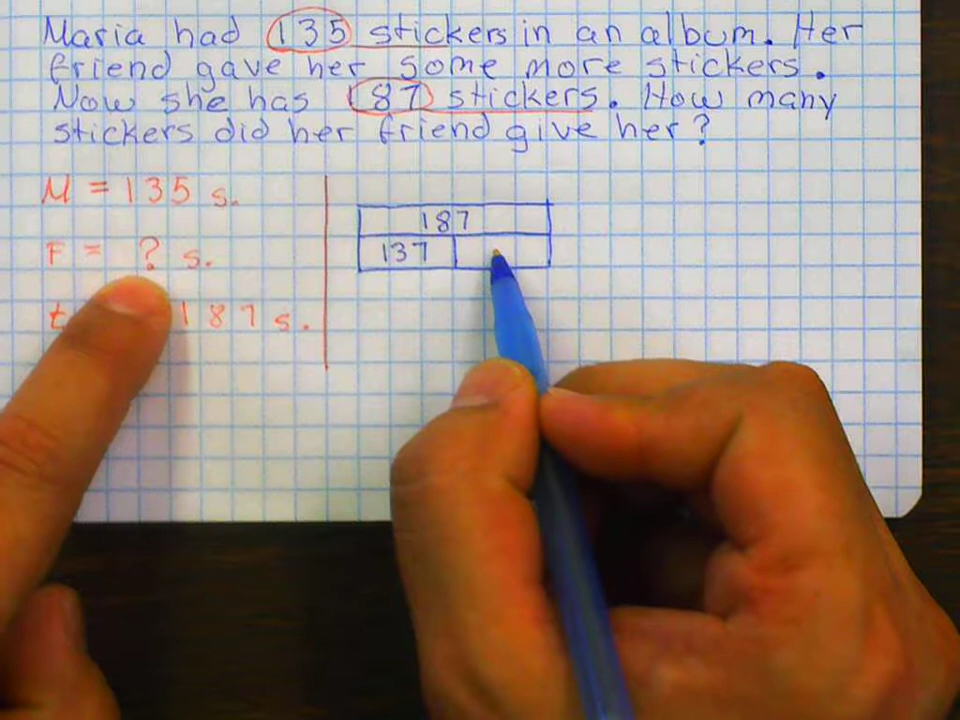 Maria had 135 stickers in an album. Her
friend gave her some more stickers.
Now she has 187 stickers. How many
stickers did her friend give her?
M = 135 s.
F = ? s.
t 187 s.
187
137